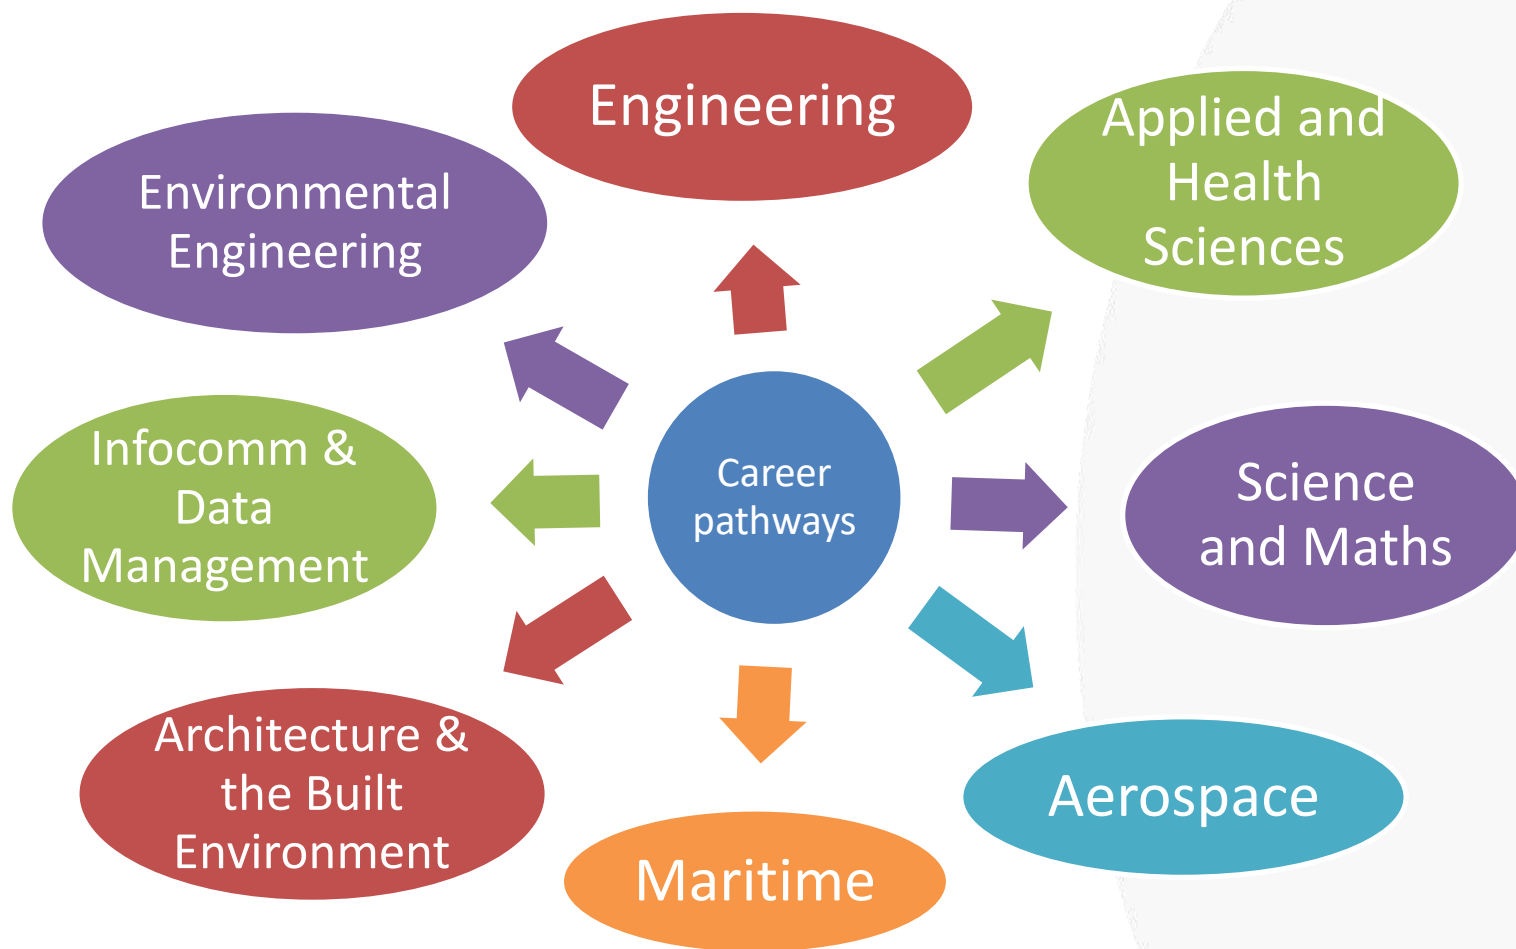 Engineering
Applied and
Health
Sciences
Science
and Maths
Aerospace
Maritime
Architecture &
the Built
Environment
Infocomm &
Data
Management
Environmental
Engineering
Career
pathways